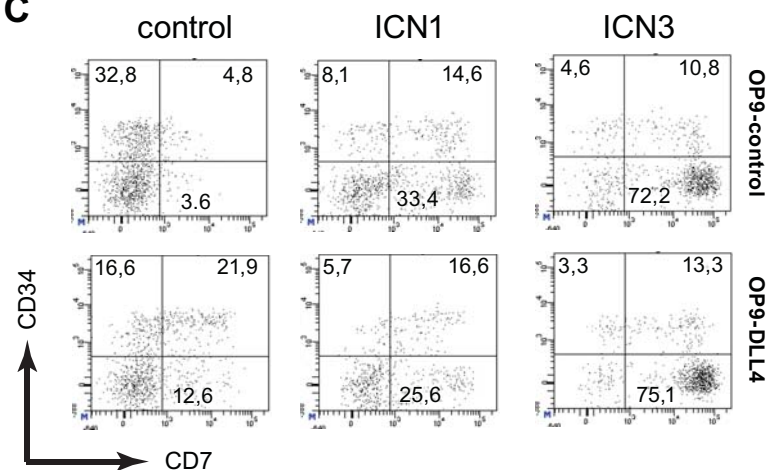 C
control ICN1 ICN3
32,8 4,8 8,1 14,6 4,6 10,8
3.6 33,4 72,2
OP9-control
16,6 21,9 5,7 16,6 3,3 13,3
12,6 25,6 75,1
OP9-DLL4
CD34
CD7